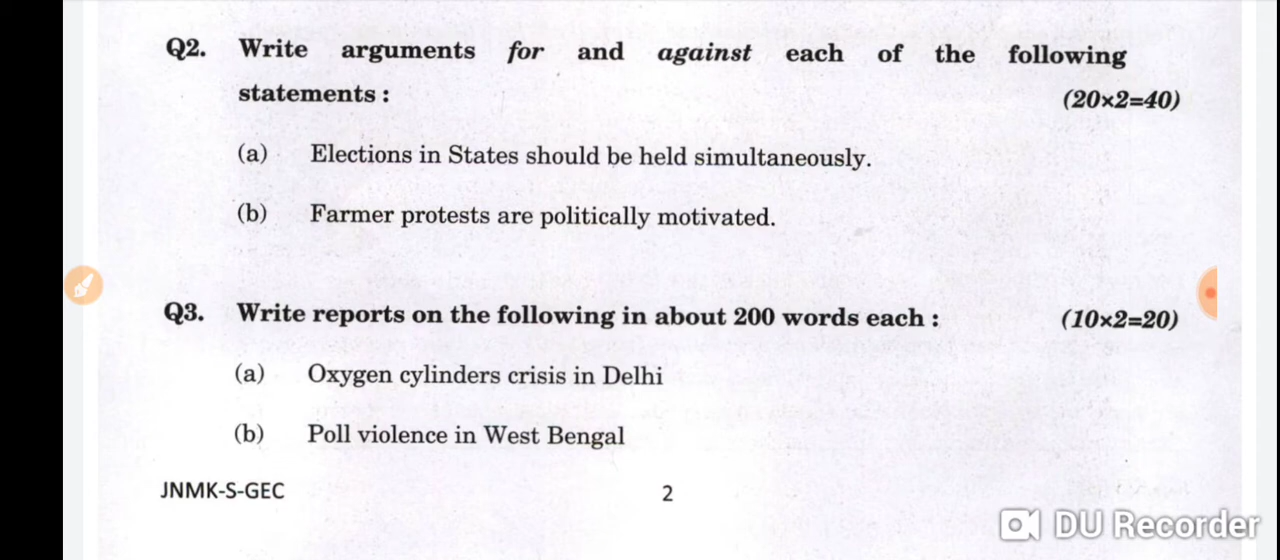 Q2. Write arguments for and against each of the following
statements : (20×2=40)
(a) Elections in States should be held simultaneously.
(b) Farmer protests are politically motivated.
Q3. Write reports on the following in about 200 words each : (10×2=20)
(a) Oxygen cylinders crisis in Delhi
(b) Poll violence in West Bengal
JNMK-S-GEC 2
DU Recorder